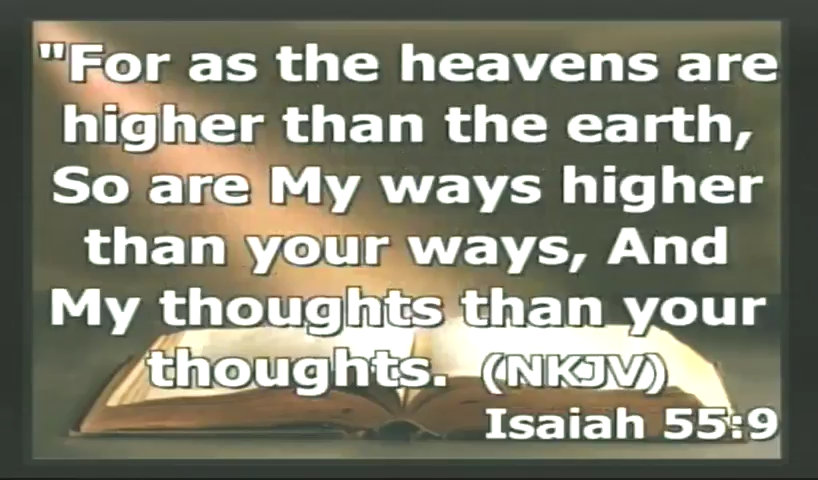 "For as the heavens are
higher than the earth,
So are My ways higher
than your ways, And
My thoughts than your
thoughts. (NKJV)
Isaiah 55:9